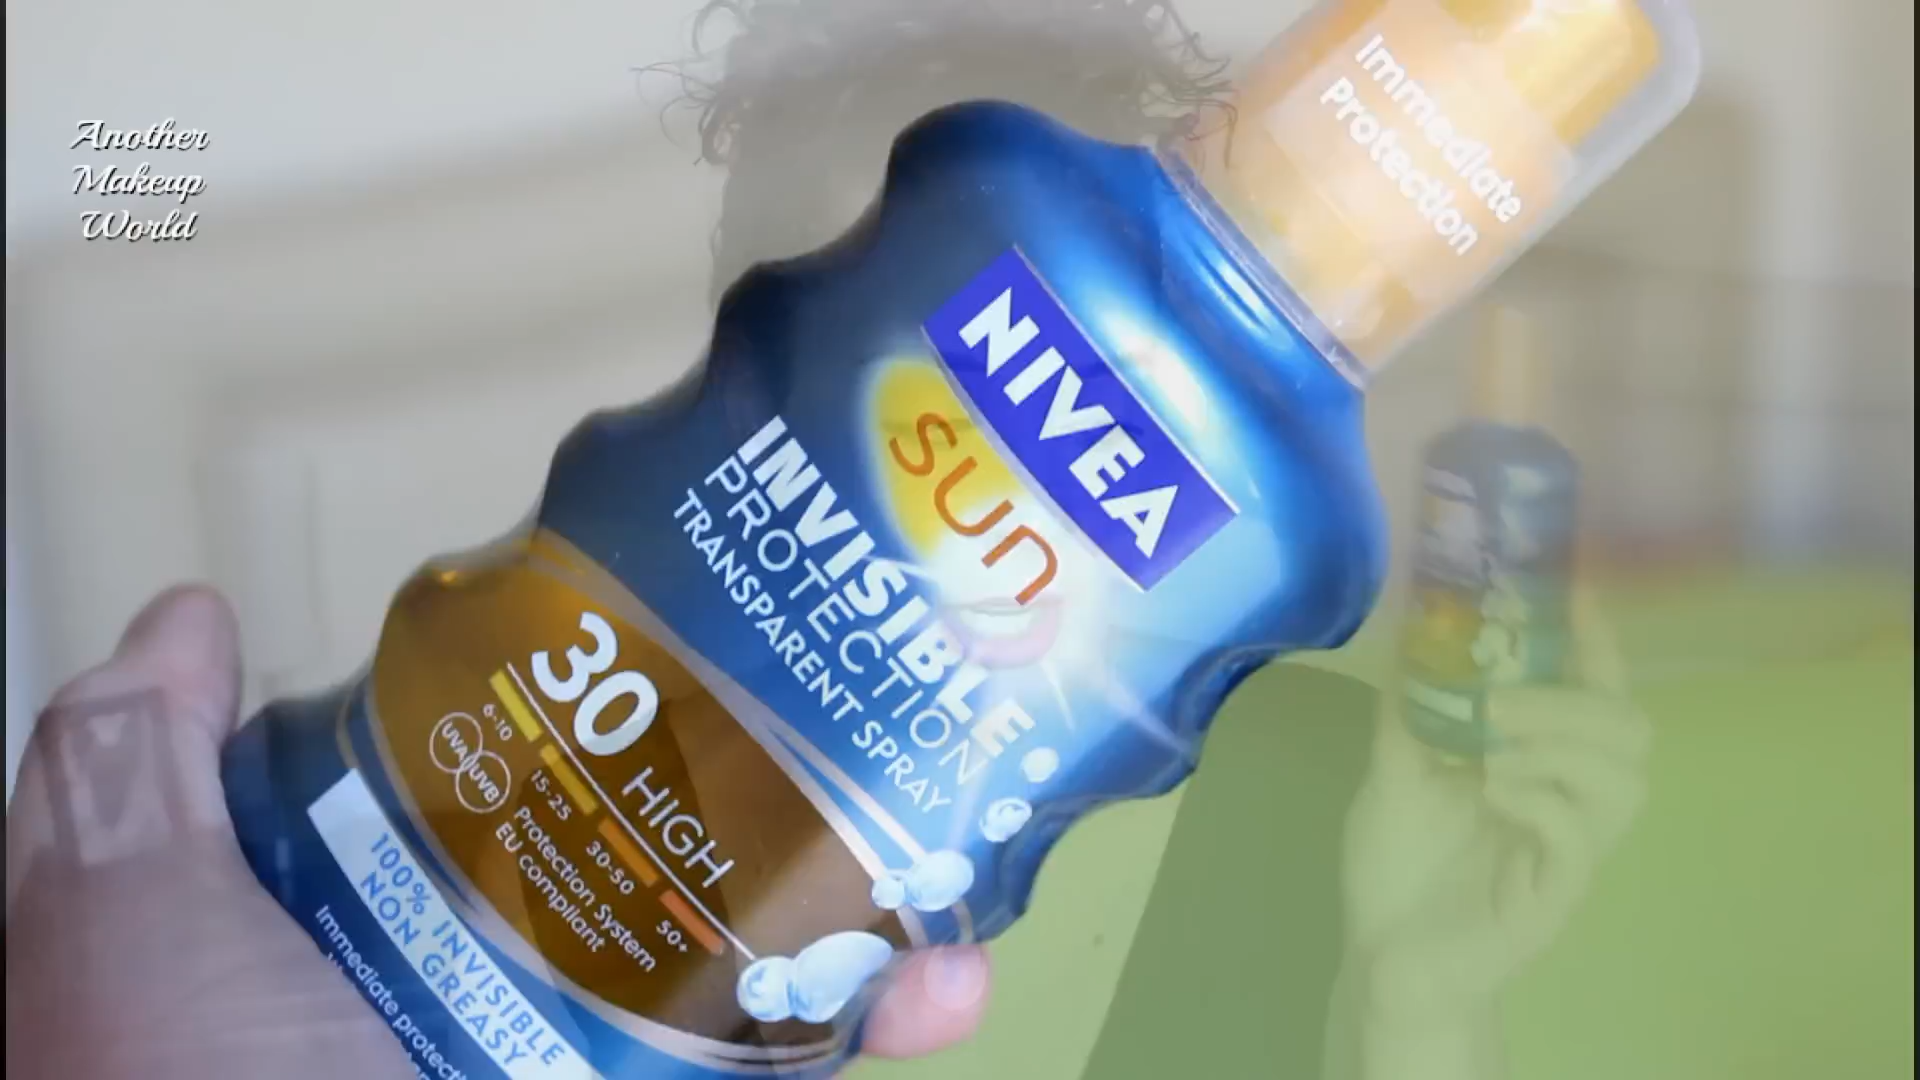 Another
Makeup
World
Immediate
Protection
NIVEA
sun
INVISIBLE
PROTECTION
TRANSPARENT SPRAY
30 HIGH
6-10
15-25
30-50
50+
UVA UVB
Protection System
EU compliant
100% INVISIBLE
NON GREASY
Immediate